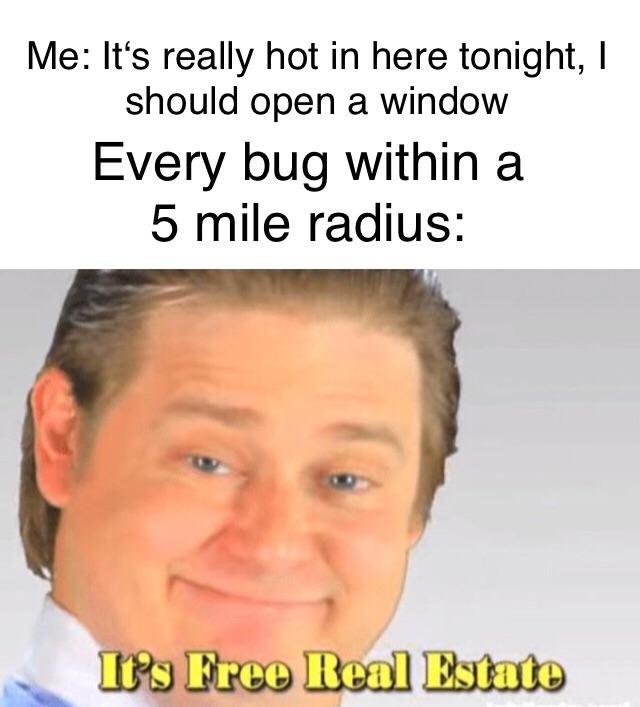 Me: It‘s really hot in here tonight, I
should open a window
Every bug within a
5 mile radius:
It's Free Real Estate